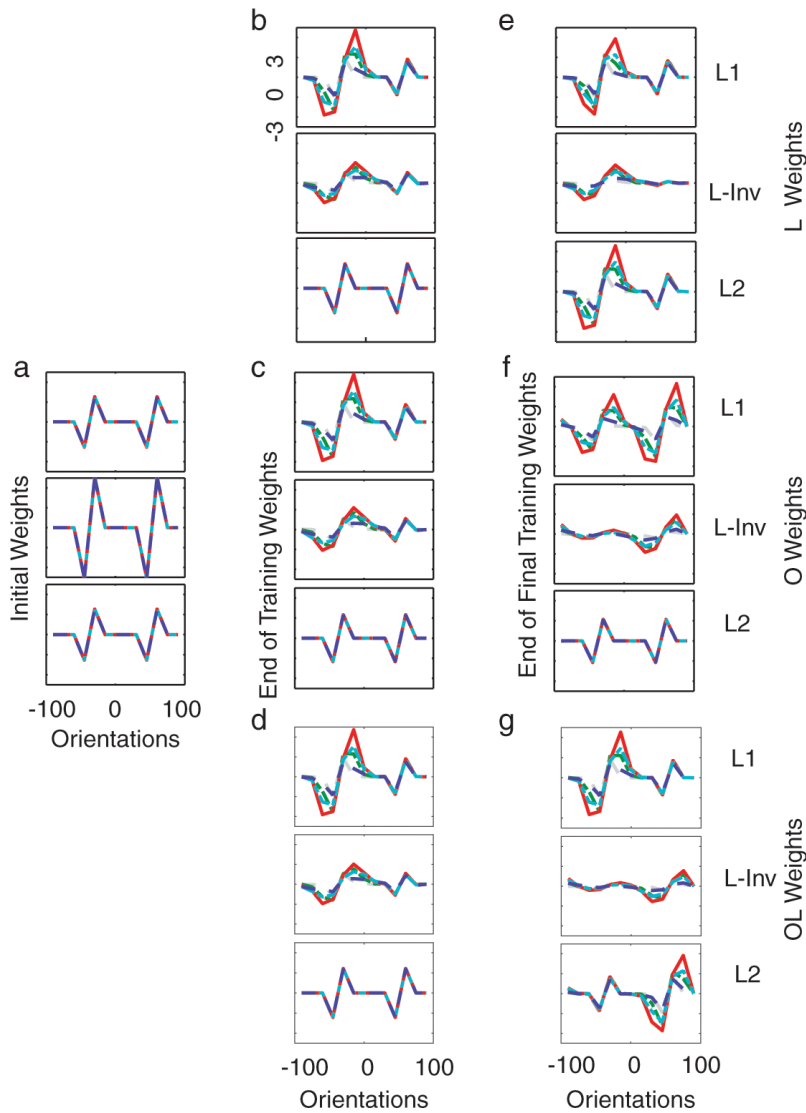 b
e
3
0
-3
L1
L-Inv
L2
L Weights
a
c
f
Initial Weights
-100 0 100
Orientations
End of Training Weights
End of Final Training Weights
L1
L-Inv
L2
O Weights
d
g
L1
L-Inv
L2
OL Weights
-100 0 100
Orientations
-100 0 100
Orientations